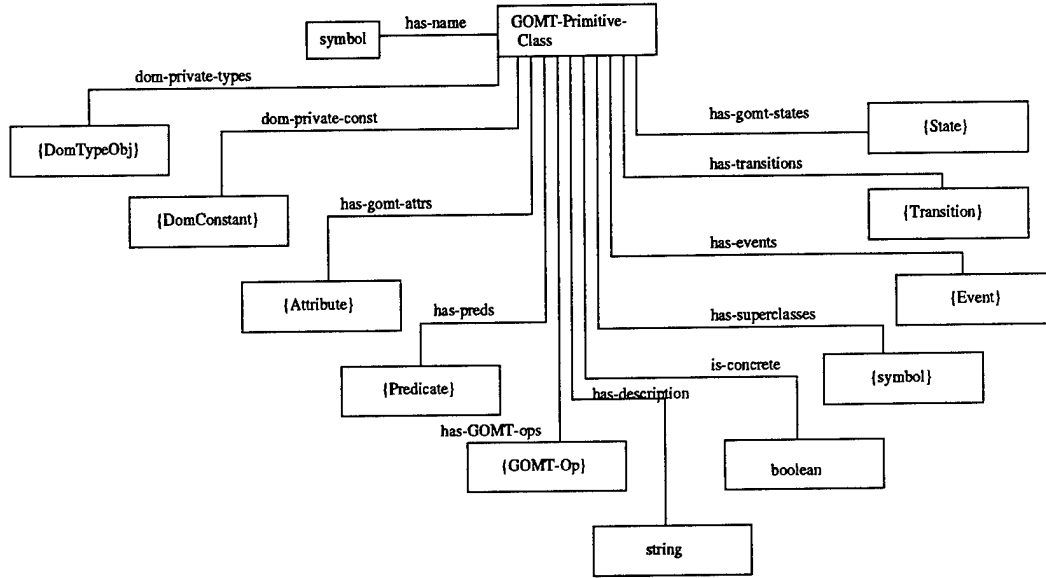 has-name
GOMT-Primitive-
Class
symbol
dom-private-types
{DomTypeObj}
dom-private-const
{DomConstant}
has-gomt-attrs
{Attribute}
has-preds
{Predicate}
has-GOMT-ops
{GOMT-Op}
has-gomt-states
{State}
has-transitions
{Transition}
has-events
{Event}
has-superclasses
{symbol}
is-concrete
boolean
has-description
string